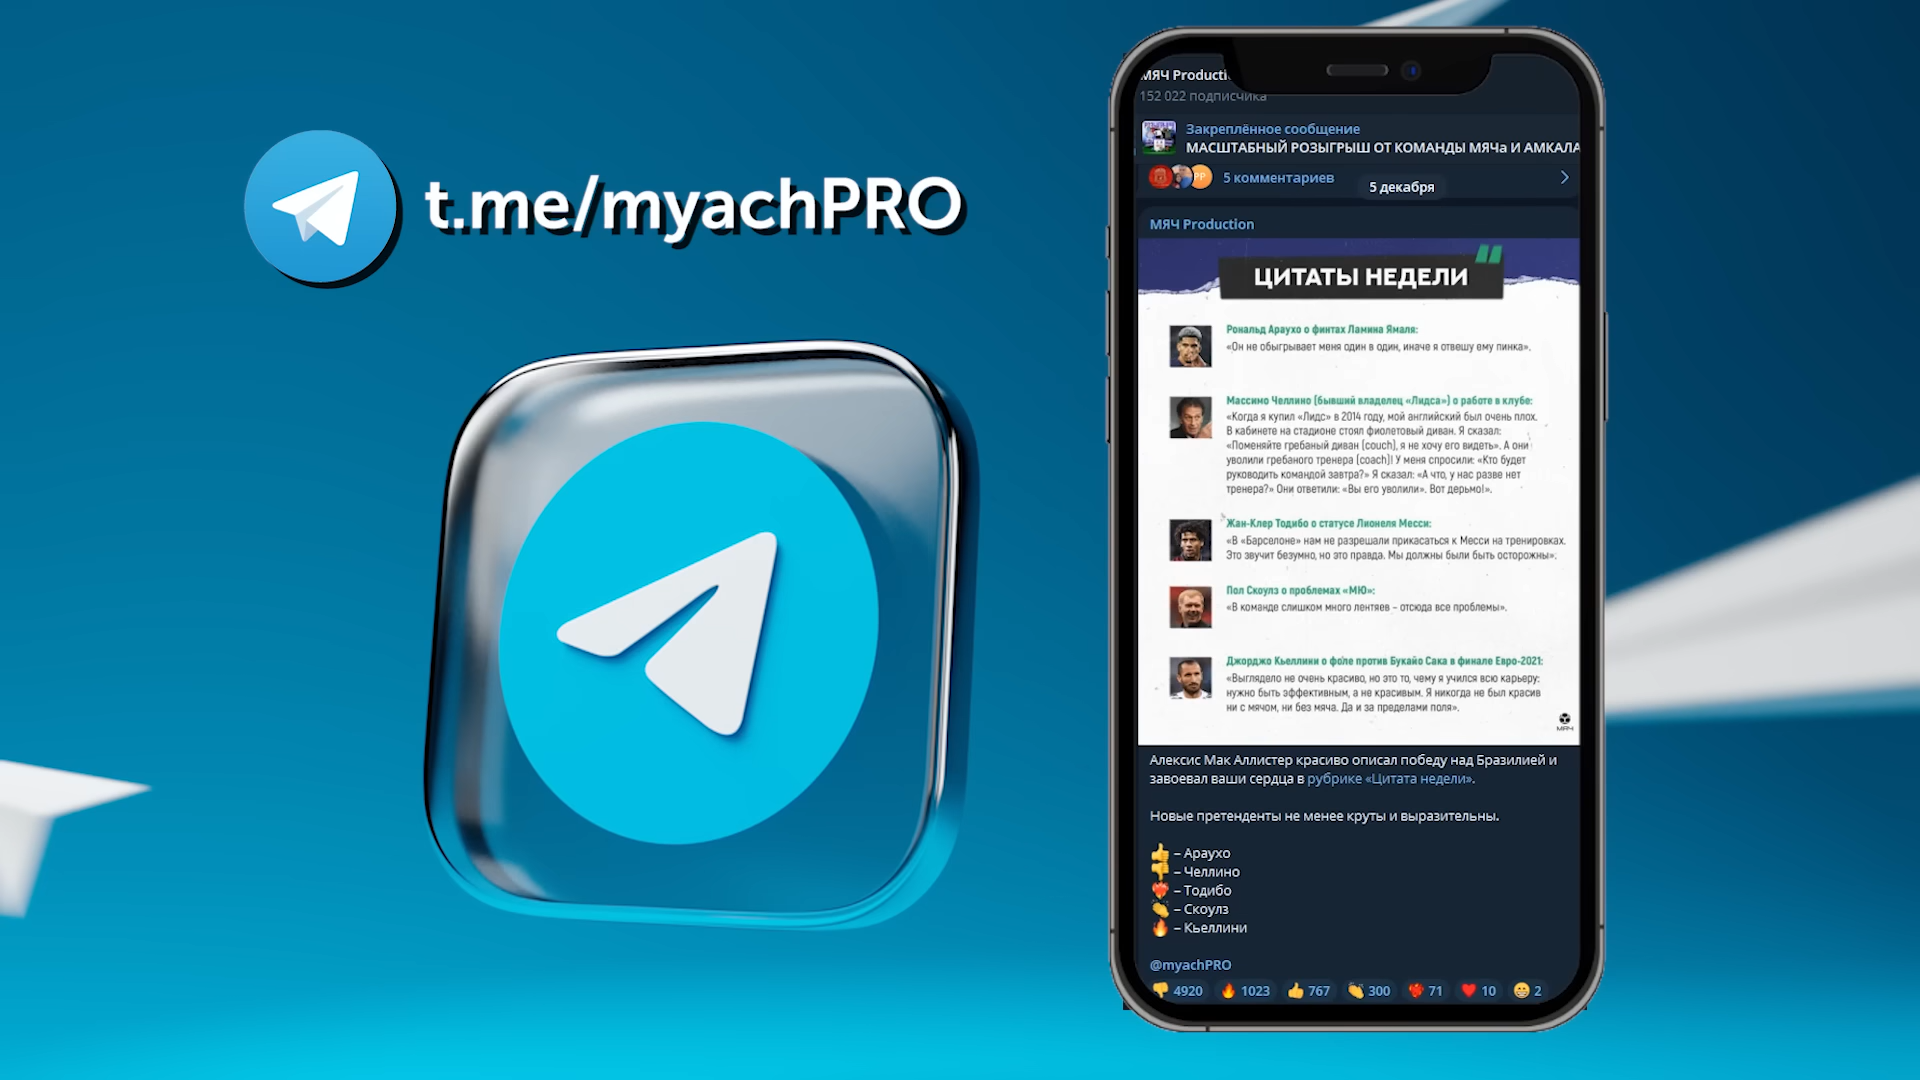 t.me/myachPRO
МЯЧ Producti
152 022 подписчика
Закреплённое сообщение
МАСШТАБНЫЙ РОЗЫГРЫШ ОТ КОМАНДЫ МЯЧа И АМКАЛА
PP
5 комментариев
5 декабря
МЯЧ Production
ЦИТАТЫ НЕДЕЛИ
Рональд Араухо о финтах Ламина Ямаля:
«Он не обыгрывает меня один в один, иначе я отвешу ему пинка».
Массимо Челлино (бывший владелец «Лидса») о работе в клубе:
«Когда я купил «Лидс» в 2014 году, мой английский был очень плох.
В кабинете на стадионе стоял фиолетовый диван. Я сказал:
«Поменяйте гребаный диван (couch), я не хочу его видеть». А они
уволили гребаного тренера (coach)! У меня спросили: «Кто будет
руководить командой завтра?» Я сказал: «А что, у нас разве нет
тренера?» Они ответили: «Вы его уволили». Вот дерьмо!».
Жан-Клер Тодибо о статусе Лионеля Месси:
«В «Барселоне» нам не разрешали прикасаться к Месси на тренировках.
Это звучит безумно, но это правда. Мы должны были быть осторожны».
Пол Скоулз о проблемах «МЮ»:
«В команде слишком много лентяев – отсюда все проблемы».
Джорджо Кьеллини о фоле против Букайо Сака в финале Евро-2021:
«Выглядело не очень красиво, но это то, чему я учился всю карьеру:
нужно быть эффективным, а не красивым. Я никогда не был красив
ни с мячом, ни без мяча. Да и за пределами поля».
МЯЧ
Алексис Мак Аллистер красиво описал победу над Бразилией и
завоевал ваши сердца в рубрике «Цитата недели».
Новые претенденты не менее круты и выразительны.
– Араухо
– Челлино
– Тодибо
– Скоулз
– Кьеллини
@myachPRO
4920 1023 767 300 71 10 2